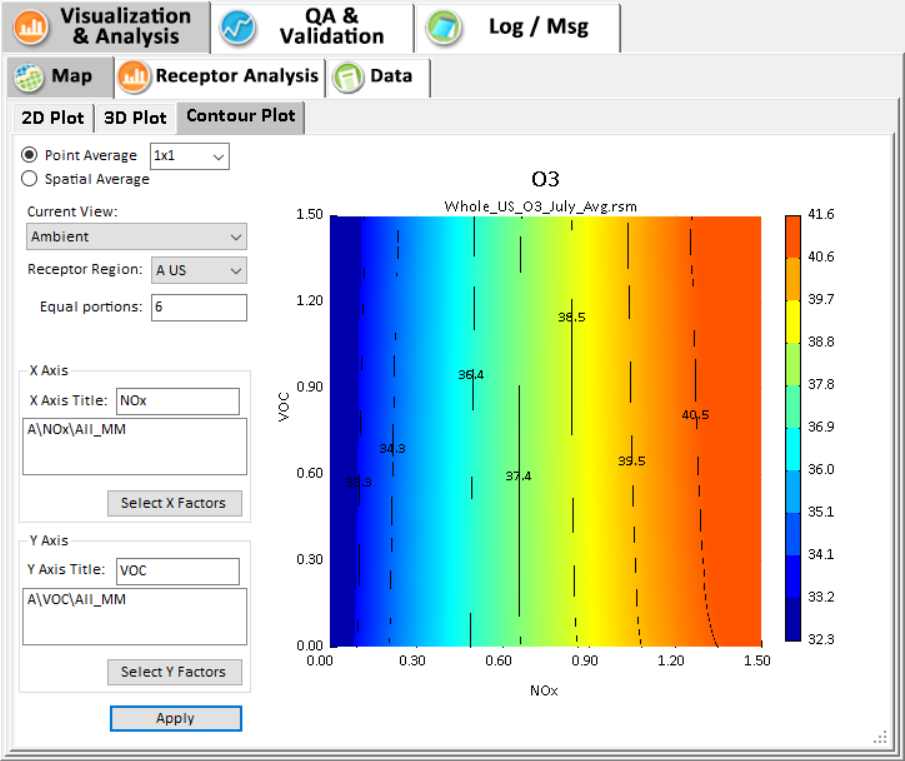 Visualization & Analysis
QA & Validation
Log / Msg
Map
Receptor Analysis
Data
2D Plot
3D Plot
Contour Plot
Point Average
1x1
Spatial Average
Current View:
Ambient
Receptor Region:
A US
Equal portions:
6
X Axis
X Axis Title:
NOx
A\NOx\All_MM
Select X Factors
Y Axis
Y Axis Title:
VOC
A\VOC\All_MM
Select Y Factors
Apply
O3
Whole_US_O3_July_Avg.rsm
1.50
1.20
0.90
0.60
0.30
0.00
VOC
38.5
36.4
40.5
34.3
39.5
37.4
0.00
0.30
0.60
0.90
1.20
1.50
NOx
41.6
40.6
39.7
38.8
37.8
36.9
36.0
35.1
34.1
33.2
32.3